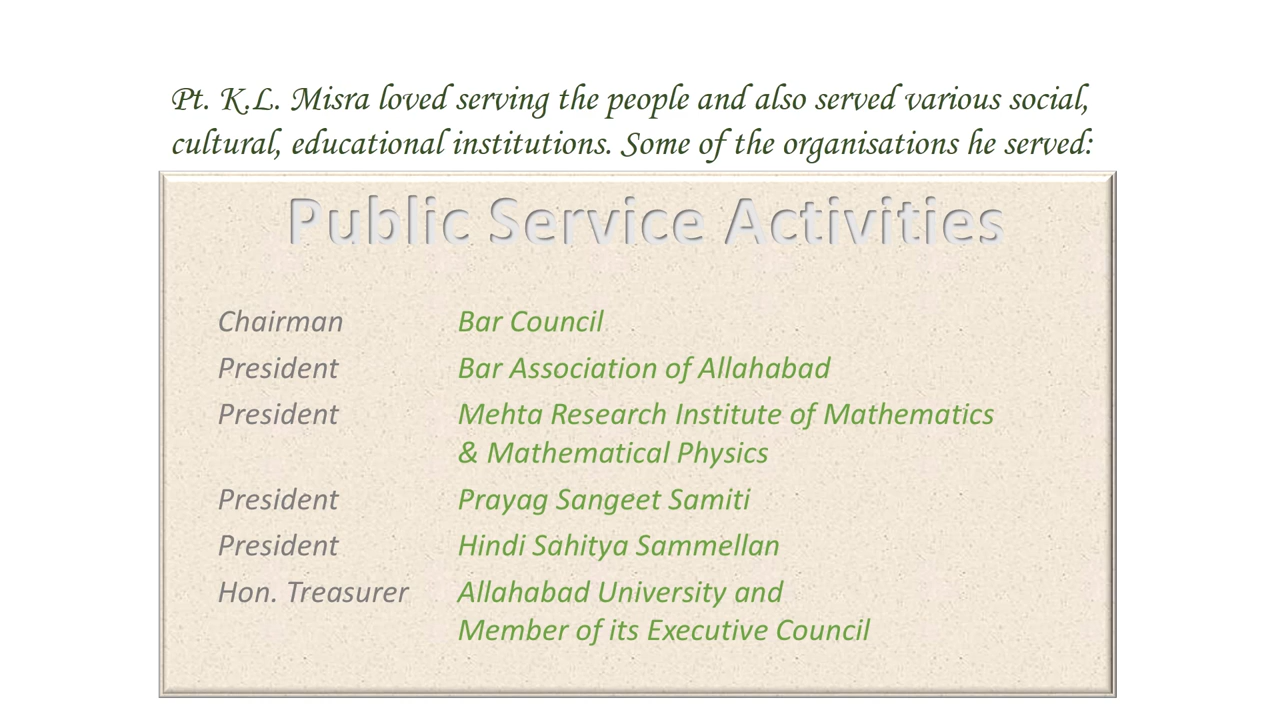 Pt. K.L. Misra loved serving the people and also served various social,
cultural, educational institutions. Some of the organisations he served:
Public Service Activities
Chairman Bar Council
President Bar Association of Allahabad
President Mehta Research Institute of Mathematics
& Mathematical Physics
President Prayag Sangeet Samiti
President Hindi Sahitya Sammellan
Hon. Treasurer Allahabad University and
Member of its Executive Council